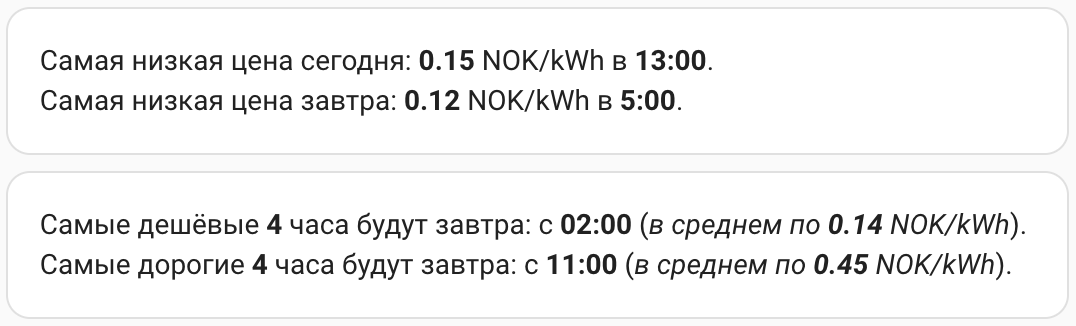 Самая низкая цена сегодня: 0.15 NOK/kWh в 13:00.
Самая низкая цена завтра: 0.12 NOK/kWh в 5:00.
Самые дешёвые 4 часа будут завтра: с 02:00 (в среднем по 0.14 NOK/kWh).
Самые дорогие 4 часа будут завтра: с 11:00 (в среднем по 0.45 NOK/kWh).